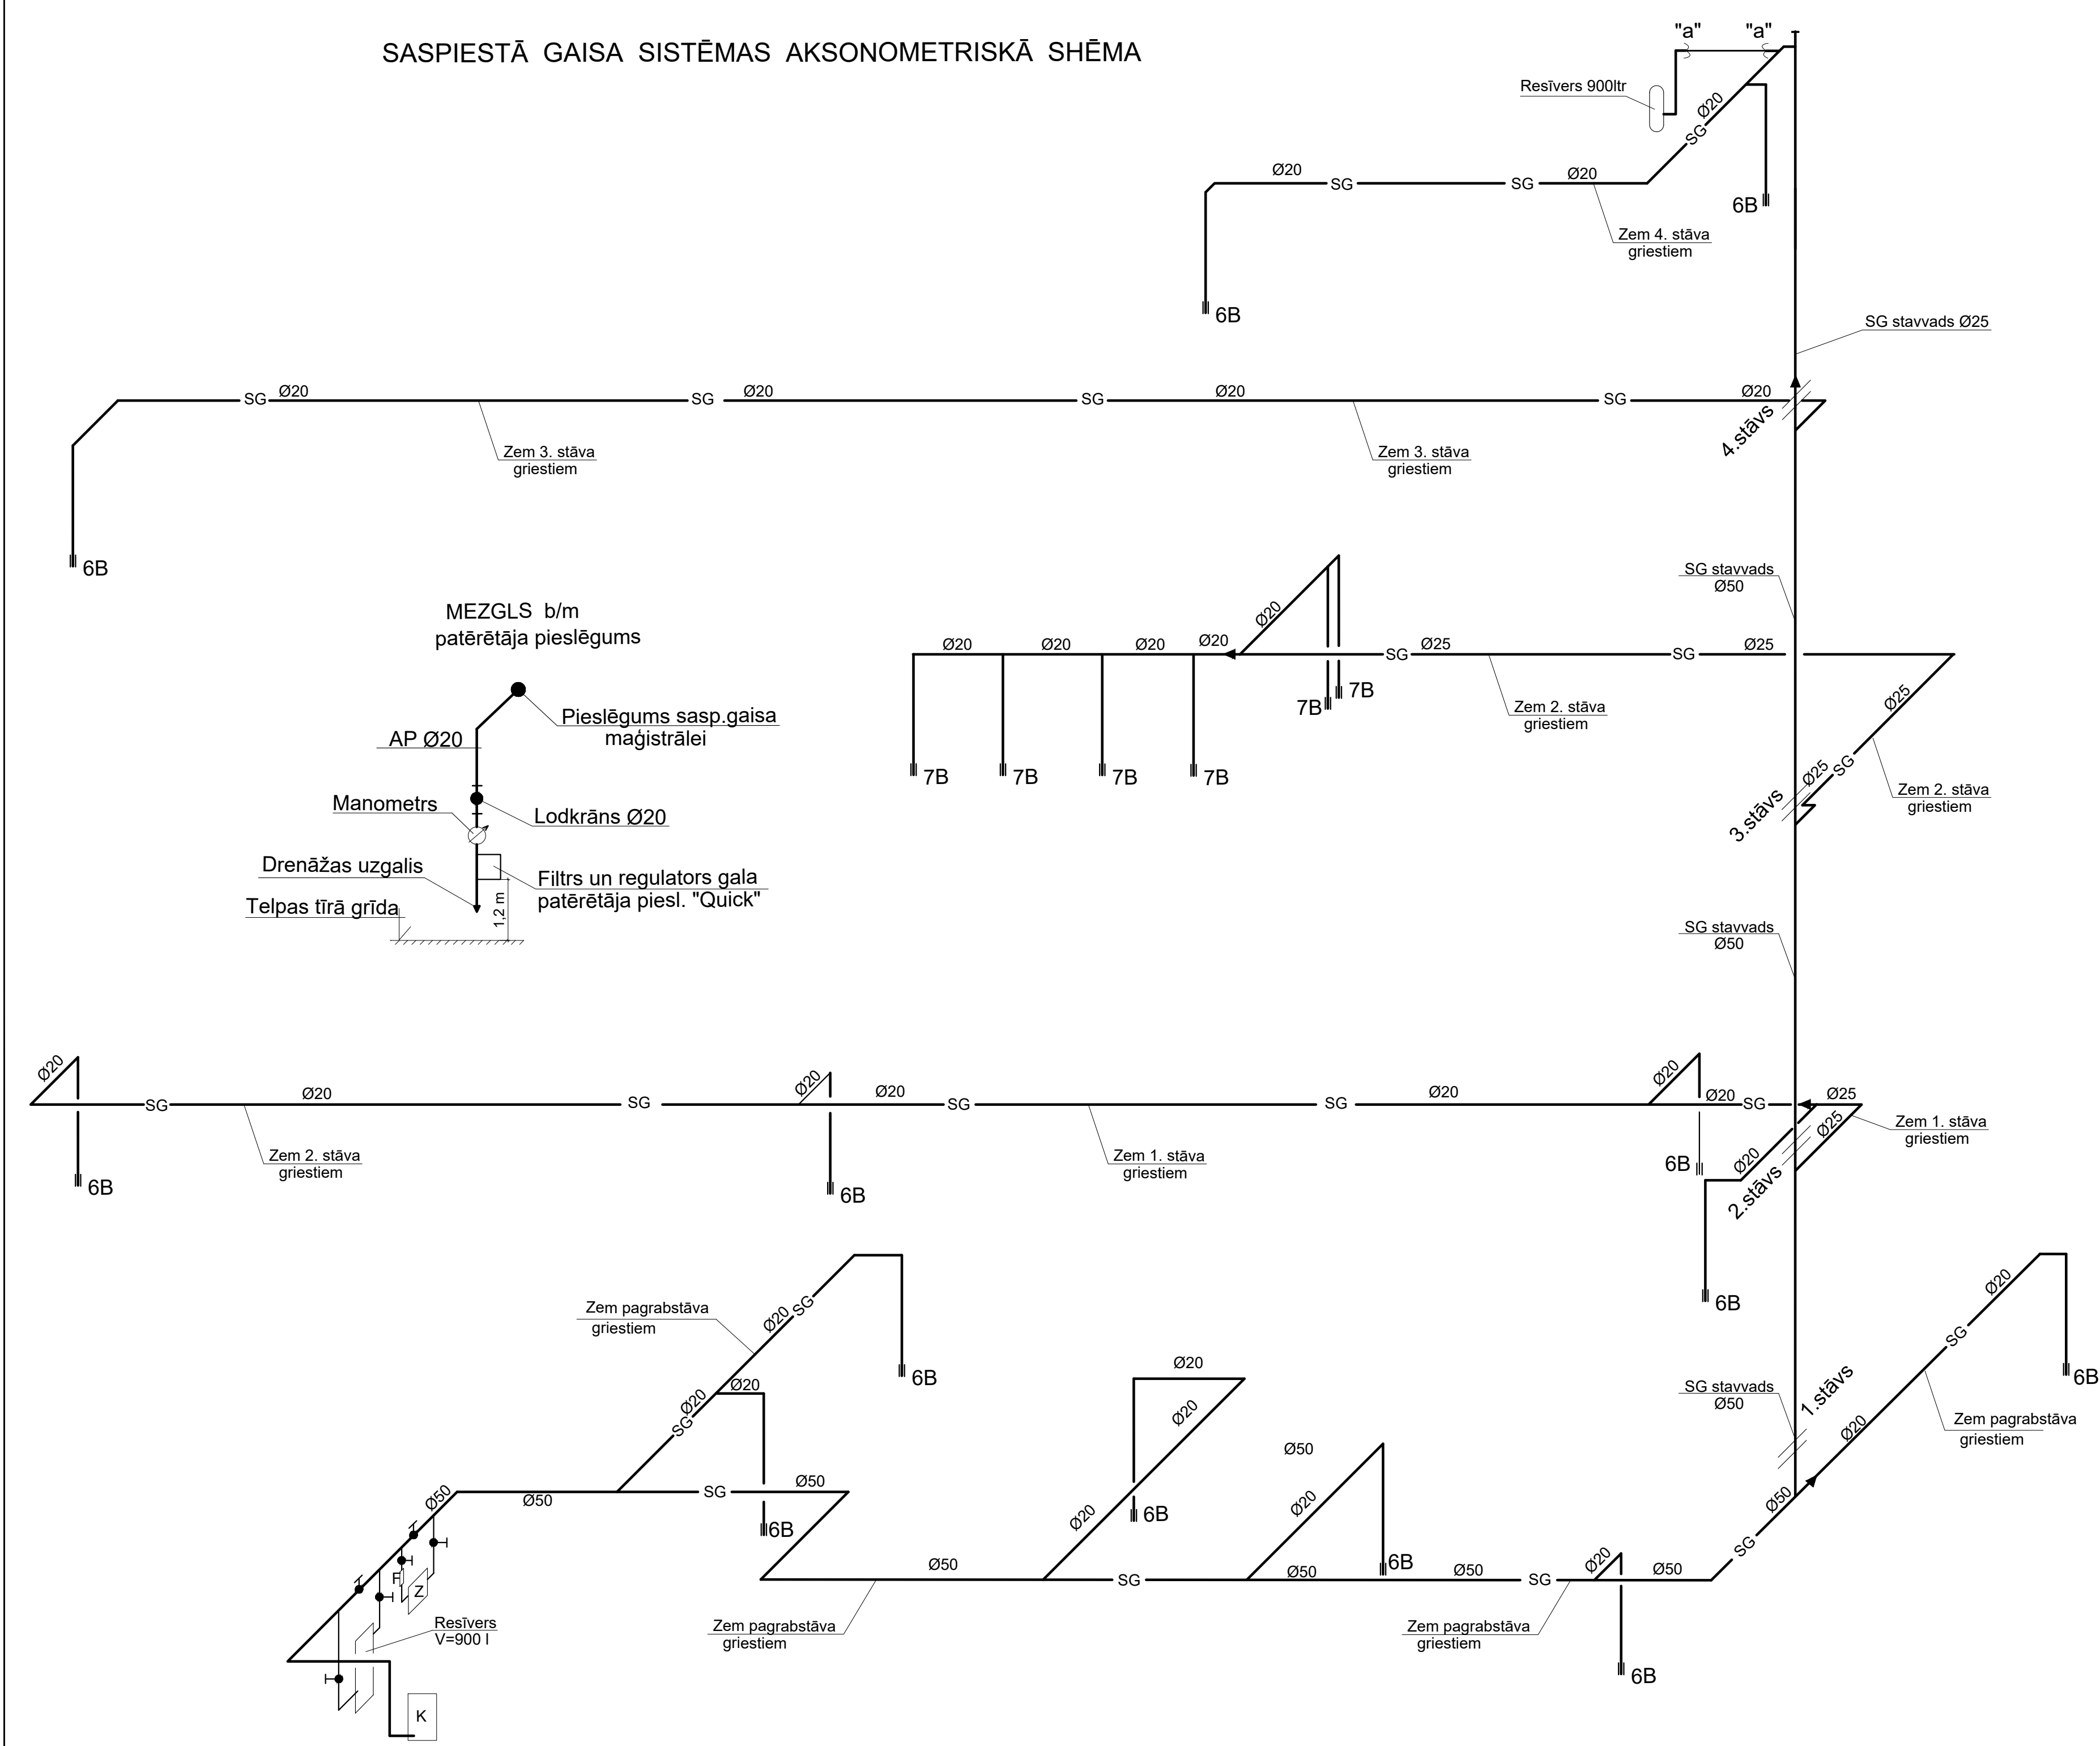 SASPIESTĀ GAISA SISTĒMAS AKSONOMETRISKĀ SHĒMA
"a"
"a"
Resīvers 900ltr
Ø20
SG
Ø20
SG
SG
Ø20
6B
Zem 4. stāva
griestiem
6B
SG stavvads Ø25
SG
Ø20
SG
Ø20
SG
Ø20
SG
Ø20
4.stāvs
Zem 3. stāva
griestiem
Zem 3. stāva
griestiem
6B
SG stavvads
Ø50
MEZGLS b/m
patērētāja pieslēgums
Pieslēgums sasp.gaisa
maģistrālei
AP Ø20
Manometrs
Lodkrāns Ø20
Drenāžas uzgalis
Filtrs un regulators gala
patērētāja piesl. "Quick"
Telpas tīrā grīda
1,2 m
Ø20
Ø20
Ø20
Ø20
Ø20
SG
Ø25
SG
Ø25
Ø25
7B
7B
Zem 2. stāva
griestiem
7B
7B
7B
7B
SG
Ø25
3.stāvs
Zem 2. stāva
griestiem
SG stavvads
Ø50
Ø20
SG
Ø20
SG
Ø20
Ø20
SG
SG
Ø20
Ø20
Ø20
SG
Ø25
Ø25
Zem 1. stāva
griestiem
Zem 2. stāva
griestiem
Zem 1. stāva
griestiem
6B
6B
6B
Ø20
2.stāvs
6B
Zem pagrabstāva
griestiem
Ø20
SG
6B
Ø20
Ø20
SG
Ø20
Ø20
Ø20
6B
Ø50
Ø20
6B
SG stavvads
Ø50
1.stāvs
Ø20
SG
Ø20
6B
Zem pagrabstāva
griestiem
Ø50
Ø50
SG
Ø50
6B
Ø50
SG
Ø50
Ø50
SG
Ø20
Ø50
SG
Ø50
F
Z
Resīvers
V=900 l
K
Zem pagrabstāva
griestiem
Zem pagrabstāva
griestiem
6B